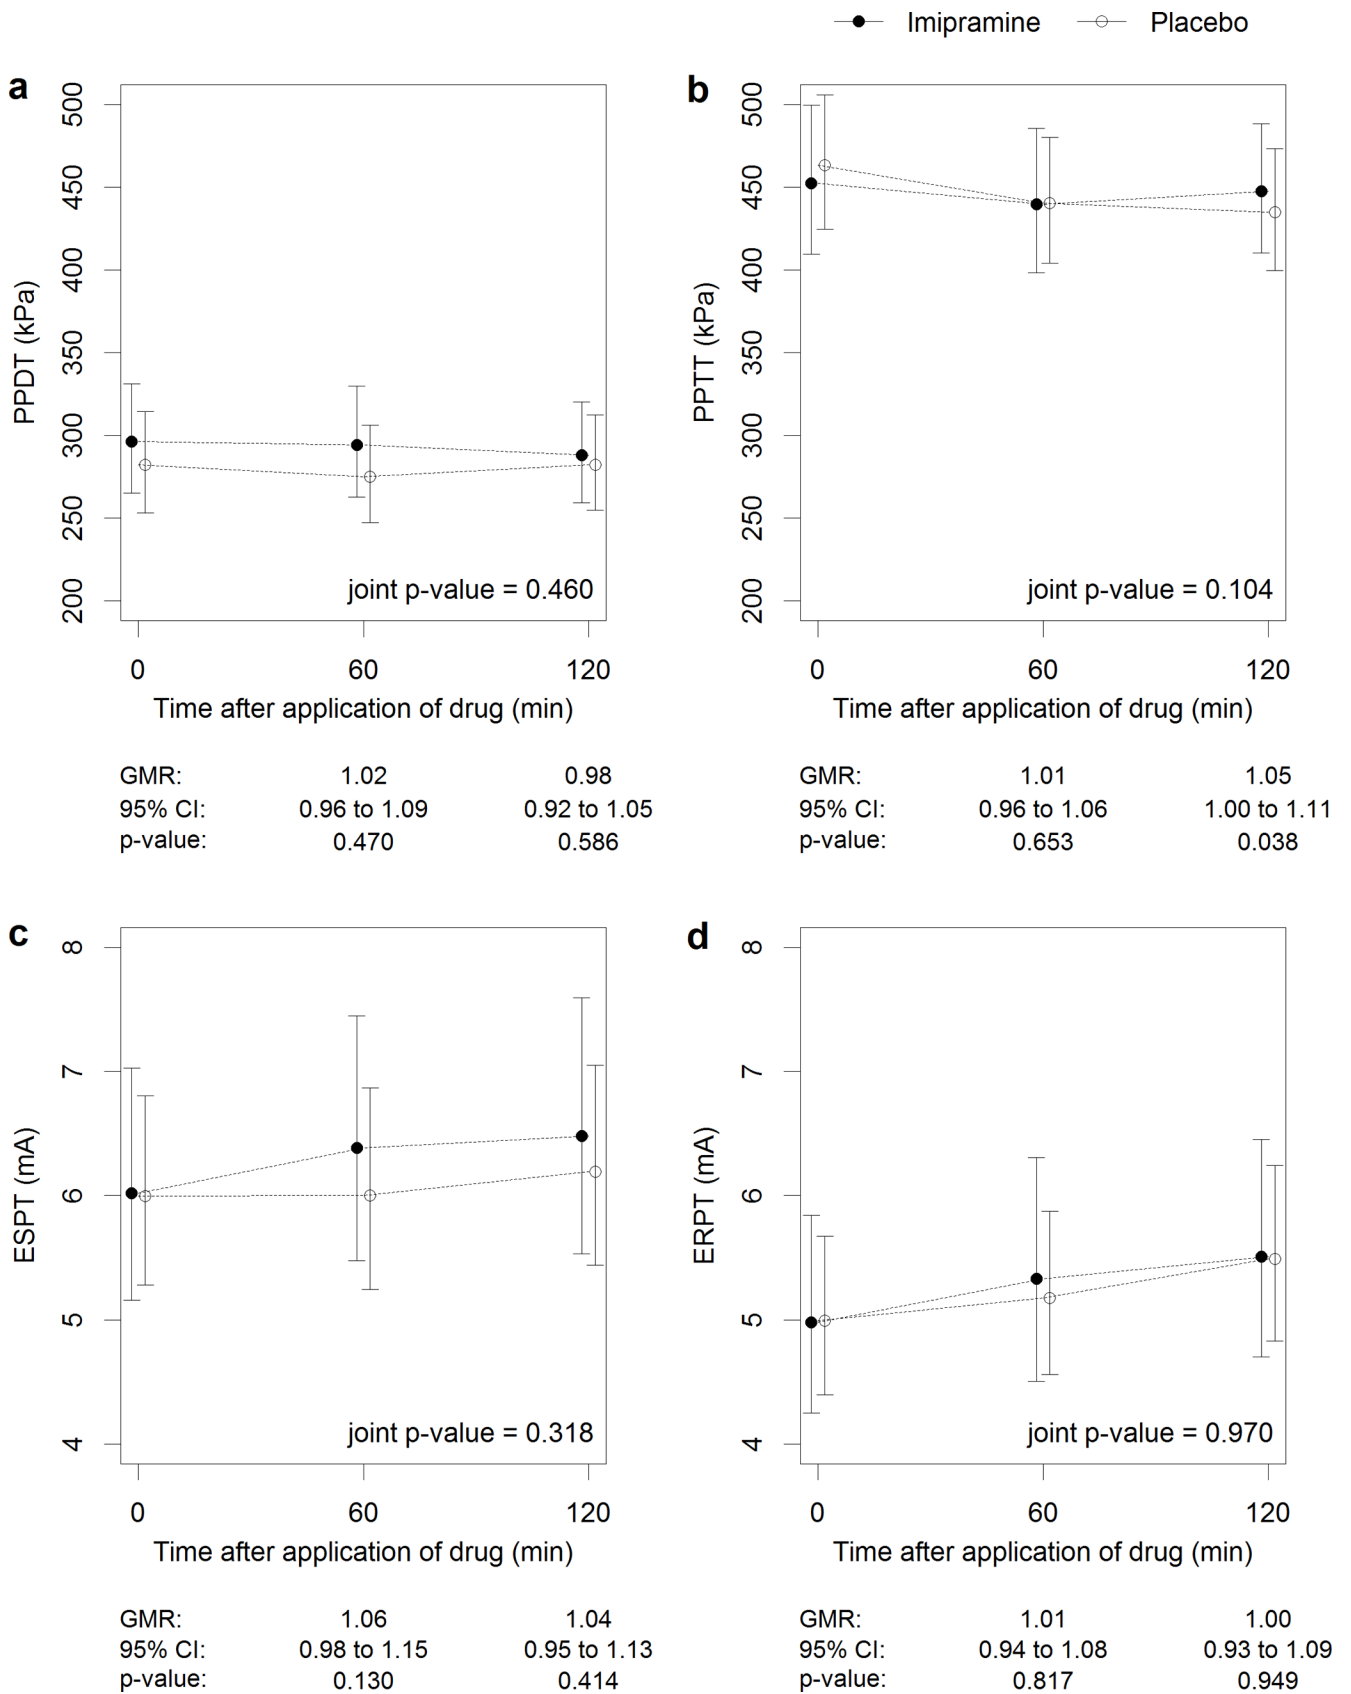 Imipramine Placebo
a
500
450
400
350
300
250
200
PPDT (kPa)
joint p-value = 0.460
0 60 120
Time after application of drug (min)
GMR: 1.02 0.98
95% CI: 0.96 to 1.09 0.92 to 1.05
p-value: 0.470 0.586
b
500
450
400
350
300
250
200
PPTT (kPa)
joint p-value = 0.104
0 60 120
Time after application of drug (min)
GMR: 1.01 1.05
95% CI: 0.96 to 1.06 1.00 to 1.11
p-value: 0.653 0.038
c
8
7
6
5
4
ESPT (mA)
joint p-value = 0.318
0 60 120
Time after application of drug (min)
GMR: 1.06 1.04
95% CI: 0.98 to 1.15 0.95 to 1.13
p-value: 0.130 0.414
d
8
7
6
5
4
ERPT (mA)
joint p-value = 0.970
0 60 120
Time after application of drug (min)
GMR: 1.01 1.00
95% CI: 0.94 to 1.08 0.93 to 1.09
p-value: 0.817 0.949